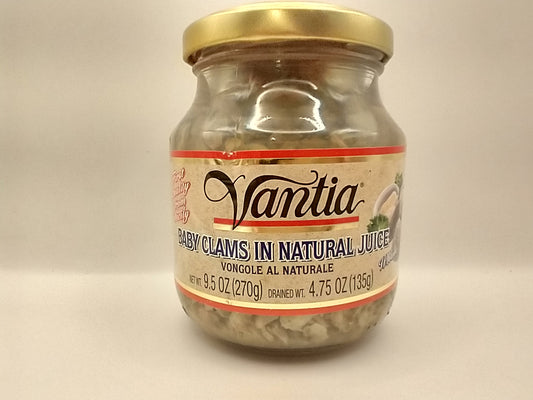 Vantia®
BABY CLAMS IN NATURAL JUICE
VONGOLE AL NATURALE
NET WT. 9.5 OZ (270g) DRAINED WT. 4.75 OZ (135g)